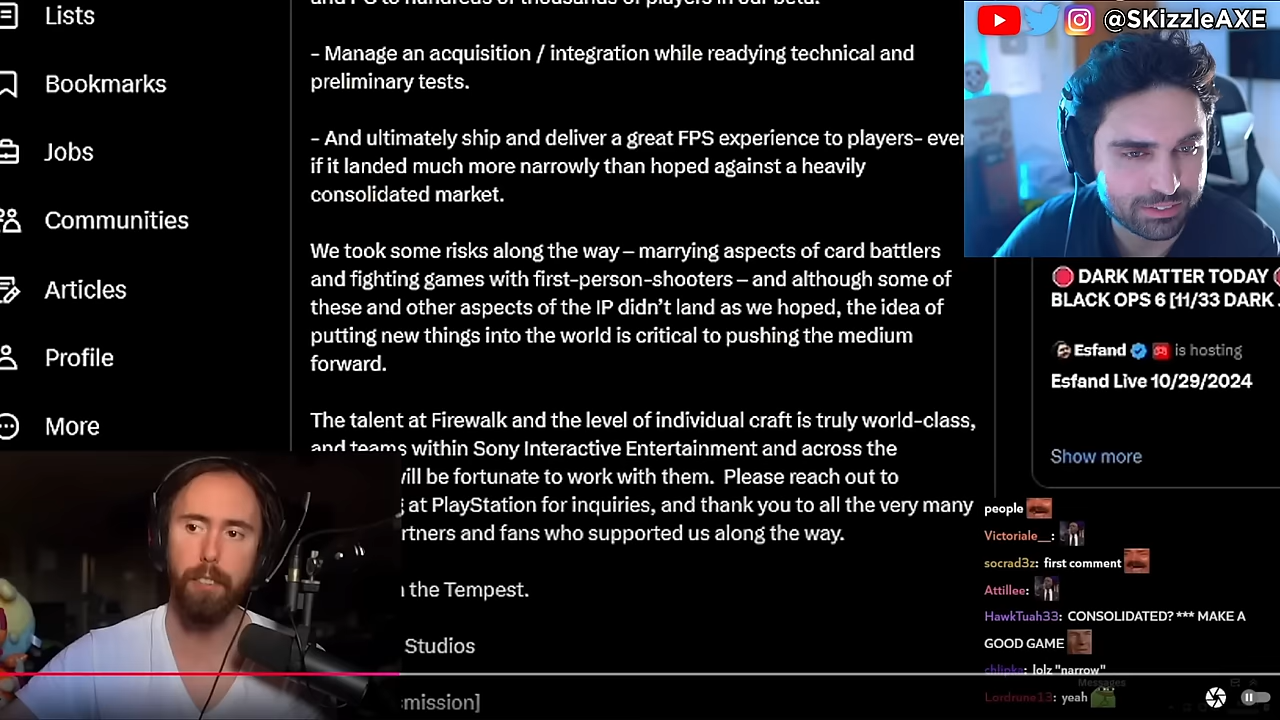 Lists
Bookmarks
Jobs
Communities
Articles
Profile
More
– Manage an acquisition / integration while readying technical and
preliminary tests.
– And ultimately ship and deliver a great FPS experience to players– even
if it landed much more narrowly than hoped against a heavily
consolidated market.
We took some risks along the way – marrying aspects of card battlers
and fighting games with first-person-shooters – and although some of
these and other aspects of the IP didn't land as we hoped, the idea of
putting new things into the world is critical to pushing the medium
forward.
The talent at Firewalk and the level of individual craft is truly world-class,
and teams within Sony Interactive Entertainment and across the
will be fortunate to work with them. Please reach out to
at PlayStation for inquiries, and thank you to all the very many
rtners and fans who supported us along the way.
the Tempest.
Studios
smission]
@SKizzleAXE
DARK MATTER TODAY
BLACK OPS 6 [11/33 DARK
Esfand is hosting
Esfand Live 10/29/2024
Show more
people
Victoriale__:
socrad3z: first comment
Attillee:
HawkTuah33: CONSOLIDATED? *** MAKE A
GOOD GAME
chlipka: lolz "narrow"
Messages
Lordrune13: yeah